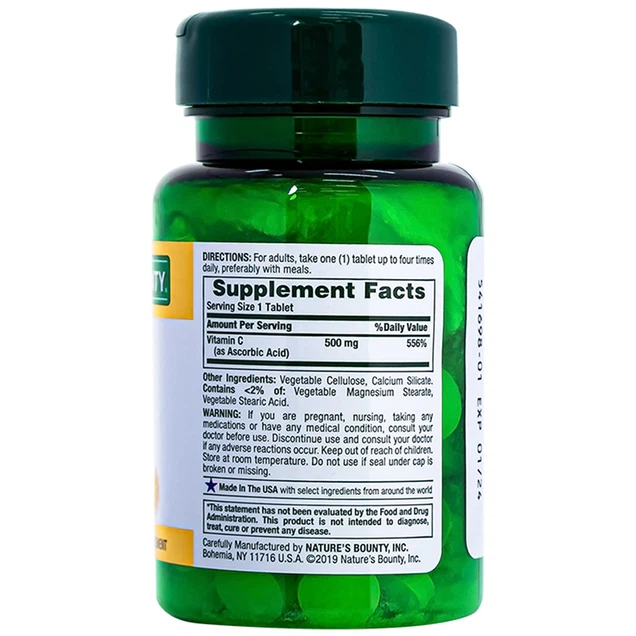 DIRECTIONS: For adults, take one (1) tablet up to four times
daily, preferably with meals.
Supplement Facts
Serving Size 1 Tablet
Amount Per Serving %Daily Value
Vitamin C 500 mg 556%
(as Ascorbic Acid)
Other Ingredients: Vegetable Cellulose, Calcium Silicate.
Contains <2% of: Vegetable Magnesium Stearate,
Vegetable Stearic Acid.
WARNING: If you are pregnant, nursing, taking any
medications or have any medical condition, consult your
doctor before use. Discontinue use and consult your doctor
if any adverse reactions occur. Keep out of reach of children.
Store at room temperature. Do not use if seal under cap is
broken or missing.
Made In The USA with select ingredients from around the world
*This statement has not been evaluated by the Food and Drug
Administration. This product is not intended to diagnose,
treat, cure or prevent any disease.
Carefully Manufactured by NATURE'S BOUNTY, INC.
Bohemia, NY 11716 U.S.A. ©2019 Nature's Bounty, Inc.
541698-01 EXP 01/24